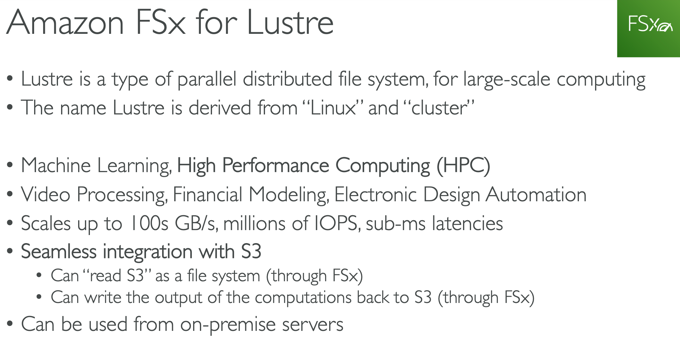 Amazon FSx for Lustre
FSx
• Lustre is a type of parallel distributed file system, for large-scale computing
• The name Lustre is derived from “Linux” and “cluster”
• Machine Learning, High Performance Computing (HPC)
• Video Processing, Financial Modeling, Electronic Design Automation
• Scales up to 100s GB/s, millions of IOPS, sub-ms latencies
• Seamless integration with S3
• Can “read S3” as a file system (through FSx)
• Can write the output of the computations back to S3 (through FSx)
• Can be used from on-premise servers